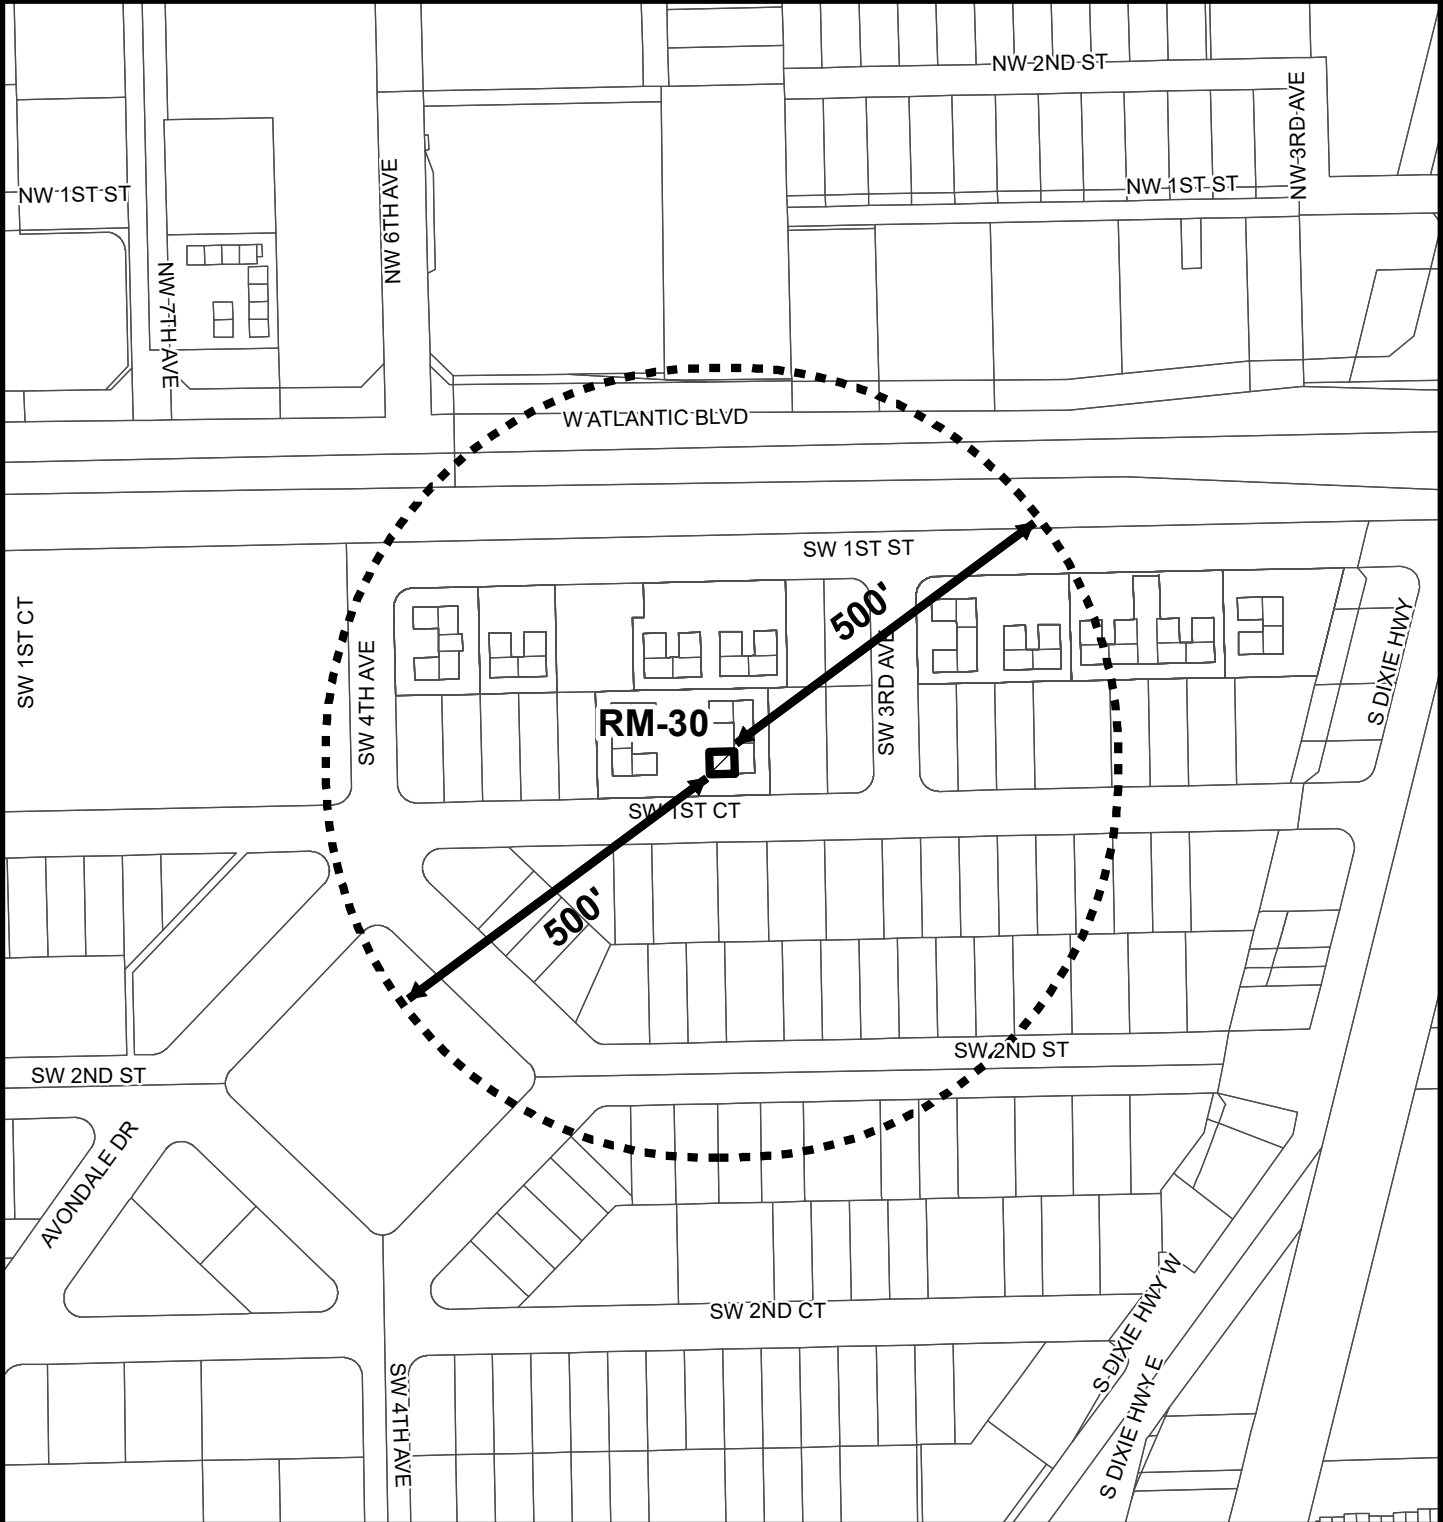 NW 2ND ST
NW 3RD AVE
NW 1ST ST
NW 1ST ST
NW 6TH AVE
NW 7TH AVE
W ATLANTIC BLVD
SW 1ST ST
500'
SW 1ST CT
SW 4TH AVE
SW 3RD AVE
S DIXIE HWY
RM-30
SW 1ST CT
500'
SW 2ND ST
SW 2ND ST
AVONDALE DR
SW 2ND CT
S DIXIE HWY W
S DIXIE HWY E
SW 4TH AVE